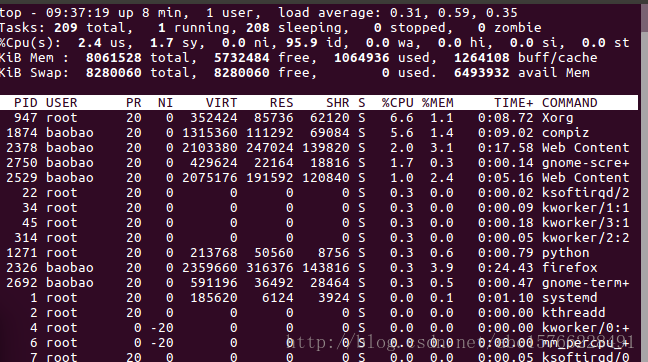 top - 09:37:19 up 8 min,  1 user,  load average: 0.31, 0.59, 0.35
Tasks: 209 total,   1 running, 208 sleeping,   0 stopped,   0 zombie
%Cpu(s):  2.4 us,  1.7 sy,  0.0 ni, 95.9 id,  0.0 wa,  0.0 hi,  0.0 si,  0.0 st
KiB Mem :  8061528 total,  5732484 free,  1064936 used,  1264108 buff/cache
KiB Swap:  8280060 total,  8280060 free,        0 used.  6493932 avail Mem
PID USER      PR  NI    VIRT    RES    SHR S  %CPU %MEM     TIME+ COMMAND
947 root      20   0  352424  85736  62120 S   6.6  1.1   0:08.72 Xorg
1874 baobao    20   0 1315360 111292  69084 S   5.6  1.4   0:09.02 compiz
2378 baobao    20   0 2103380 247024 139820 S   2.0  3.1   0:17.58 Web Content
2750 baobao    20   0  429624  22164  18816 S   1.7  0.3   0:00.14 gnome-scre+
2529 baobao    20   0 2075176 191592 120840 S   1.0  2.4   0:05.16 Web Content
22 root      20   0       0      0      0 S   0.3  0.0   0:00.02 ksoftirqd/2
34 root      20   0       0      0      0 S   0.3  0.0   0:00.09 kworker/1:1
45 root      20   0       0      0      0 S   0.3  0.0   0:00.18 kworker/3:1
314 root      20   0       0      0      0 S   0.3  0.0   0:00.05 kworker/2:2
1271 root      20   0  213768  50560   8756 S   0.3  0.6   0:00.79 python
2326 baobao    20   0 2359660 316376 143816 S   0.3  3.9   0:24.43 firefox
2692 baobao    20   0  591196  36492  28464 S   0.3  0.5   0:00.47 gnome-term+
1 root      20   0  185620   6124   3924 S   0.0  0.1   0:01.10 systemd
2 root      20   0       0      0      0 S   0.0  0.0   0:00.00 kthreadd
4 root       0 -20       0      0      0 S   0.0  0.0   0:00.00 kworker/0:+
6 root       0 -20       0      0      0 S   0.0  0.0   0:00.00 mm_percpu_+
7 root      20   0       0      0      0 S   0.0  0.0   0:00.05 ksoftirqd/0